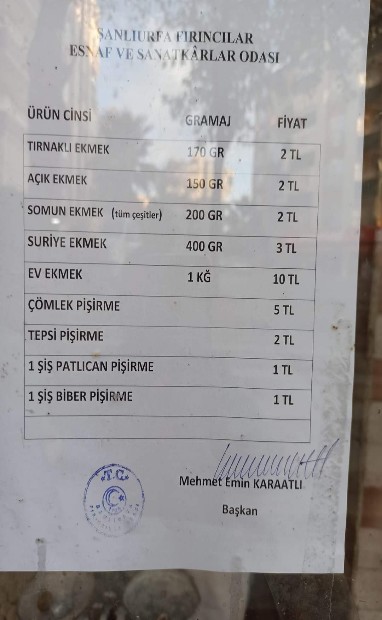 ŞANLIURFA FIRINCILAR
ESNAF VE SANATKÂRLAR ODASI
ÜRÜN CİNSİ GRAMAJ FİYAT
TIRNAKLI EKMEK 170 GR 2 TL
AÇIK EKMEK 150 GR 2 TL
SOMUN EKMEK (tüm çeşitler) 200 GR 2 TL
SURİYE EKMEK 400 GR 3 TL
EV EKMEK 1 KĞ 10 TL
ÇÖMLEK PİŞİRME 5 TL
TEPSİ PİŞİRME 2 TL
1 ŞİŞ PATLICAN PİŞİRME 1 TL
1 ŞİŞ BİBER PİŞİRME 1 TL
T.C.
Mehmet Emin KARAATLI
Başkan